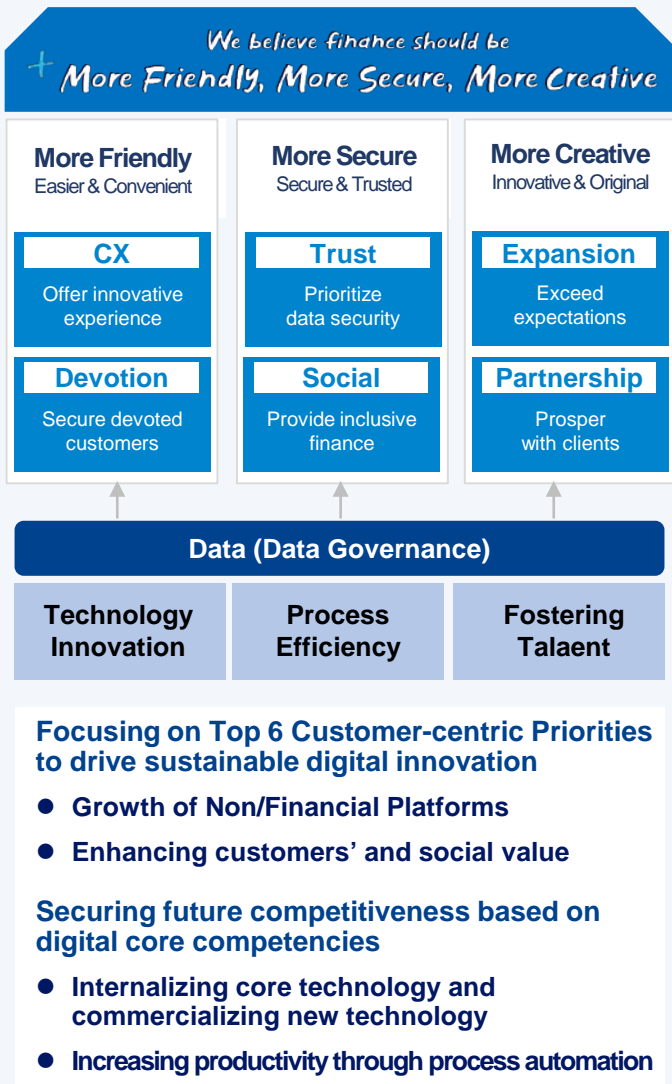 We believe finance should be
More Friendly, More Secure, More Creative
More Friendly
Easier & Convenient
CX
Offer innovative
experience
Devotion
Secure devoted
customers
More Secure
Secure & Trusted
Trust
Prioritize
data security
Social
Provide inclusive
finance
More Creative
Innovative & Original
Expansion
Exceed
expectations
Partnership
Prosper
with clients
Data (Data Governance)
Technology
Innovation
Process
Efficiency
Fostering
Talaent
Focusing on Top 6 Customer-centric Priorities
to drive sustainable digital innovation
● Growth of Non/Financial Platforms
● Enhancing customers’ and social value
Securing future competitiveness based on
digital core competencies
● Internalizing core technology and
commercializing new technology
● Increasing productivity through process automation